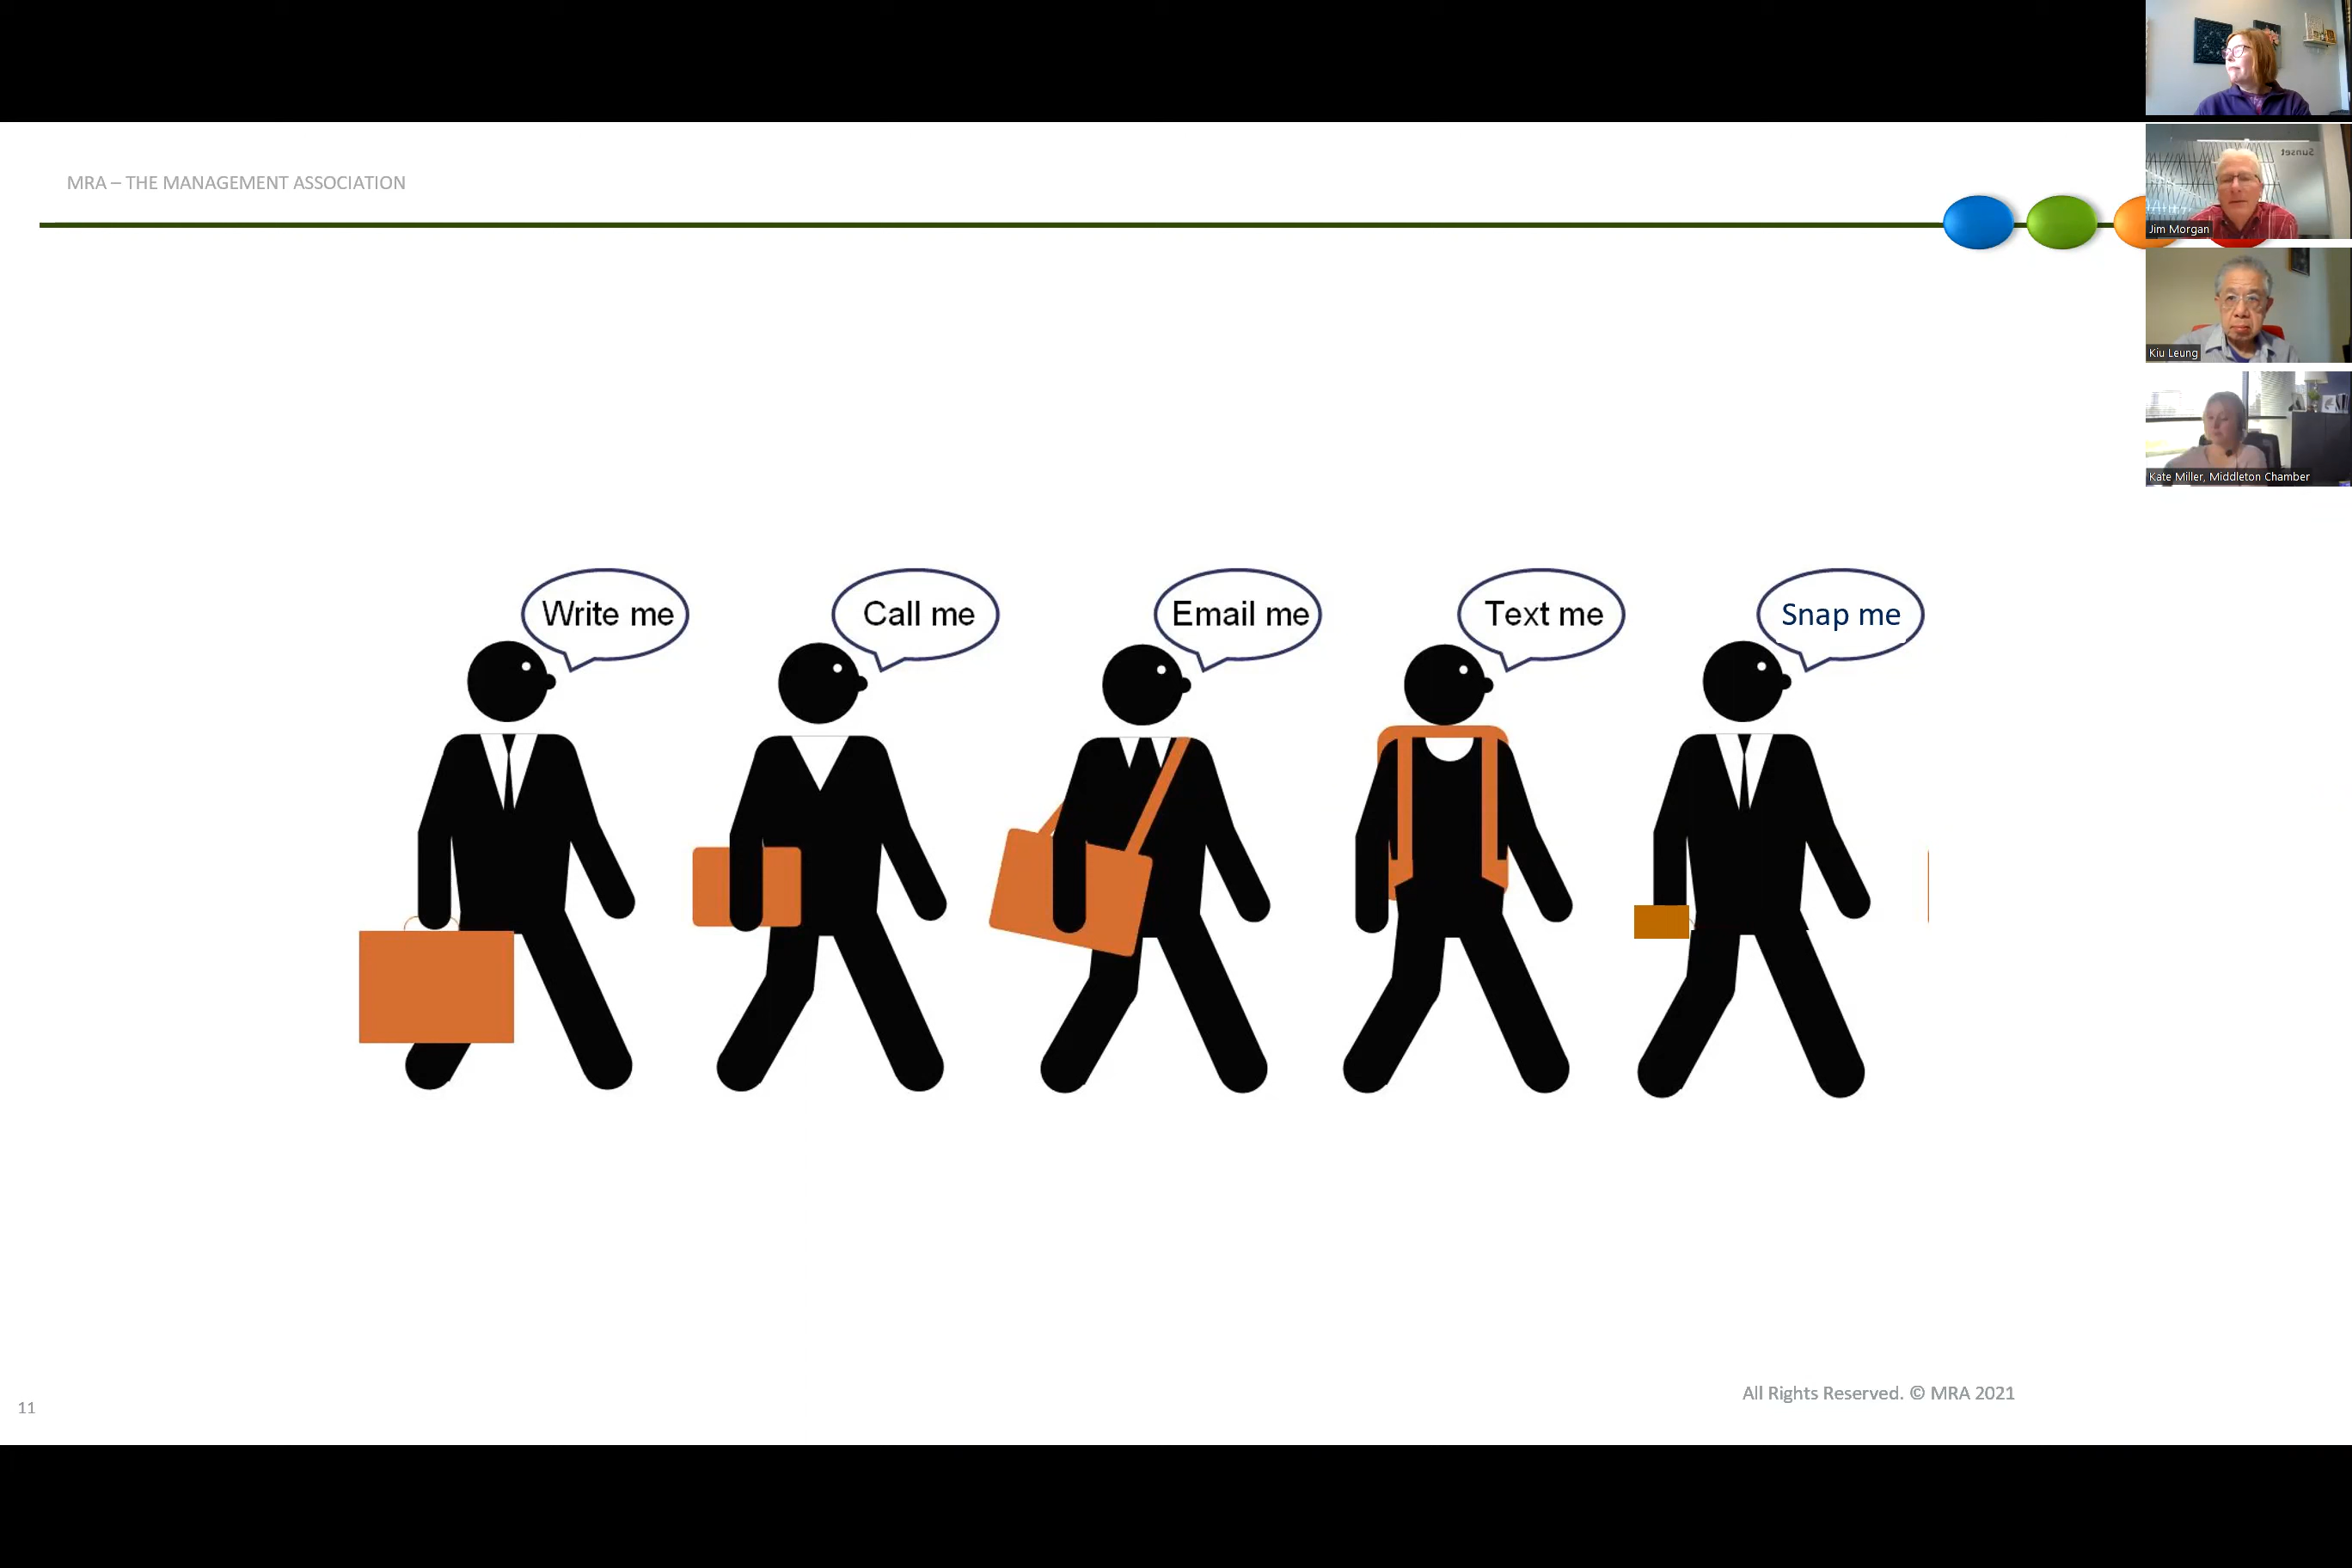 MRA – THE MANAGEMENT ASSOCIATION
Sunset
Jim Morgan
Kiu Leung
Kate Miller, Middleton Chamber
Write me
Call me
Email me
Text me
Snap me
All Rights Reserved. © MRA 2021
11